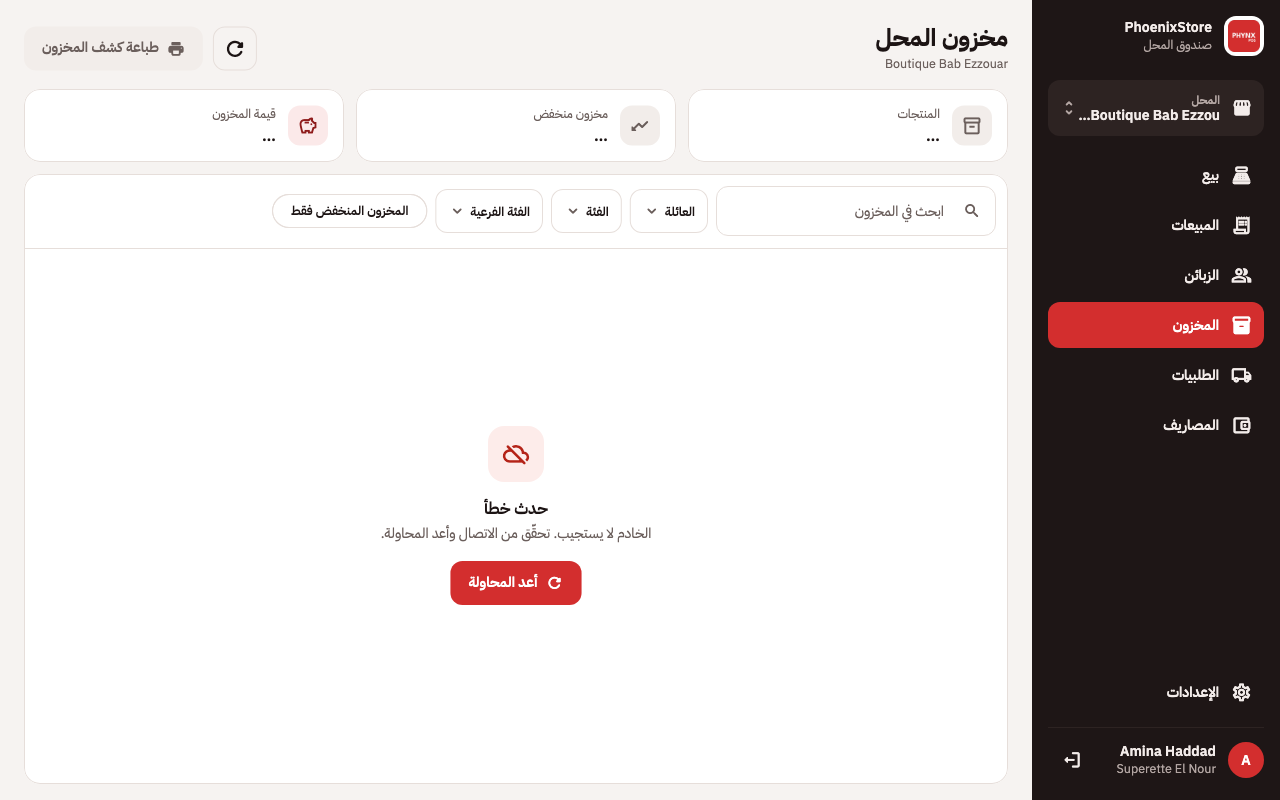 PHYNX
POS
PhoenixStore
صندوق المحل
المحل
Boutique Bab Ezzou...
بيع
المبيعات
الزبائن
المخزون
الطلبيات
المصاريف
الإعدادات
A
Amina Haddad
Superette El Nour
مخزون المحل
Boutique Bab Ezzouar
طباعة كشف المخزون
المنتجات
...
مخزون منخفض
...
قيمة المخزون
...
ابحث في المخزون
العائلة
الفئة
الفئة الفرعية
المخزون المنخفض فقط
حدث خطأ
الخادم لا يستجيب. تحقّق من الاتصال وأعد المحاولة.
أعد المحاولة